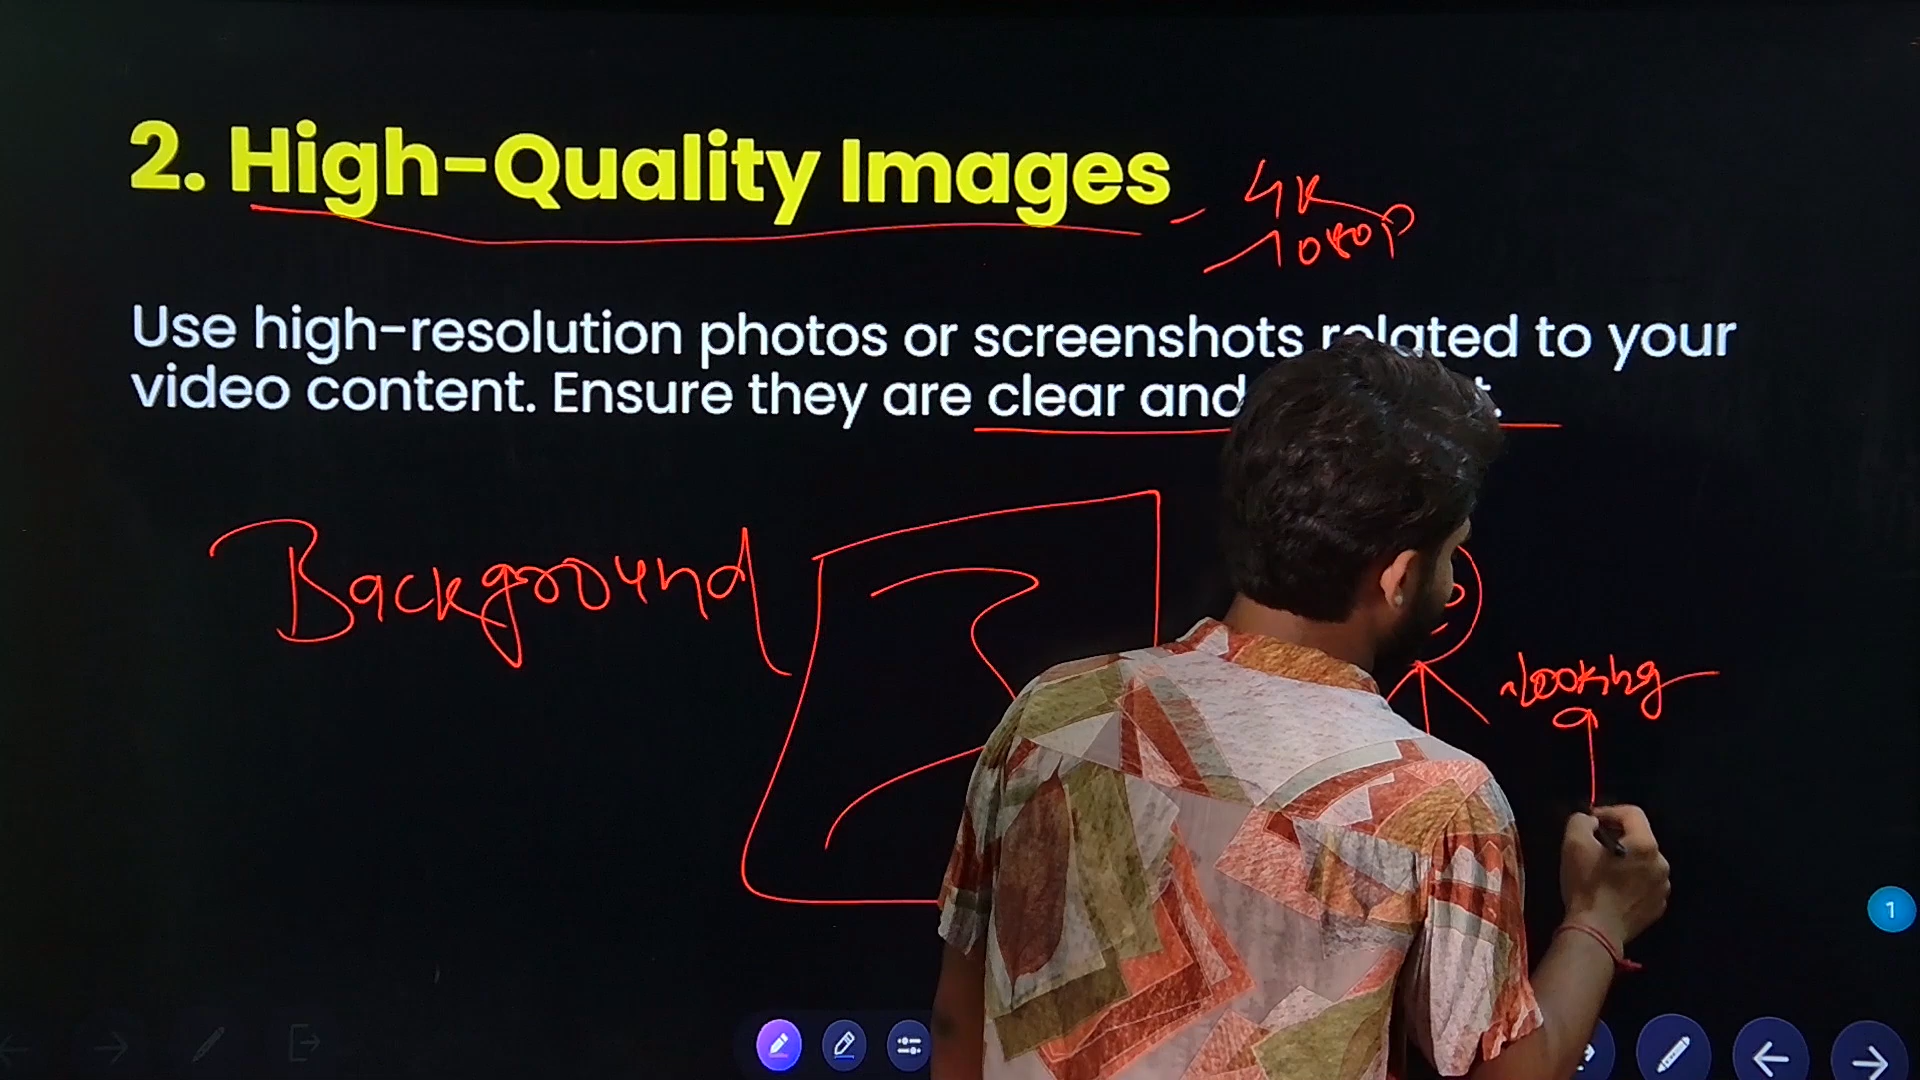 2. High-Quality Images
4K
1080P
Use high-resolution photos or screenshots related to your
video content. Ensure they are clear and
Background
looking
1